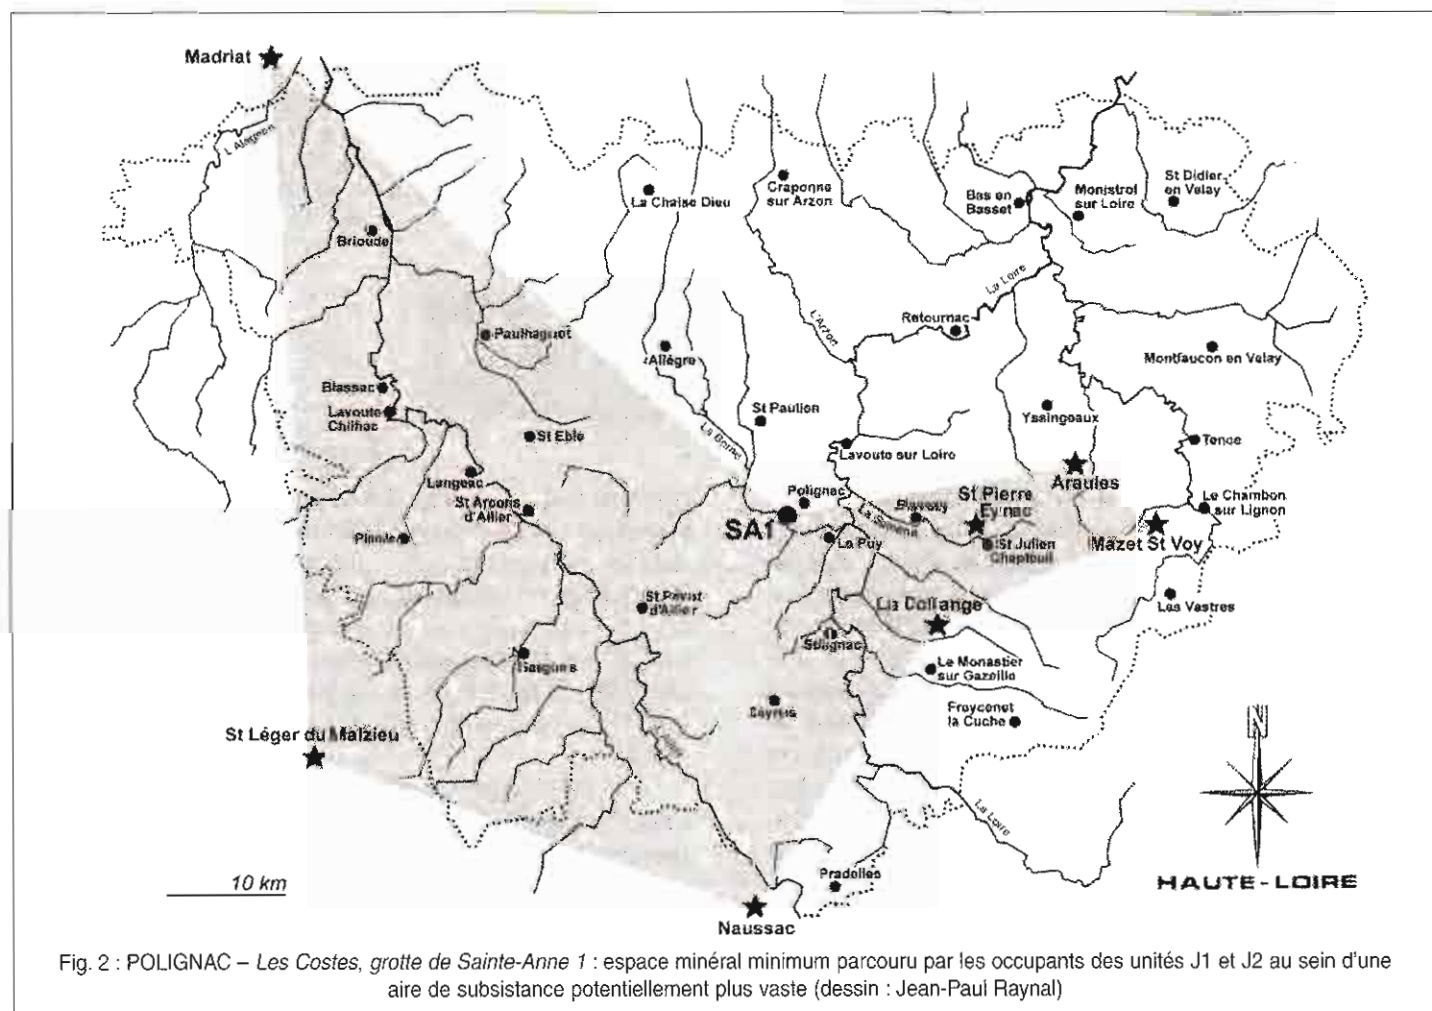 Madriat
L'Alagnon
Brioude
La Chaise Dieu
Craponne
sur Arzon
Bas en
Basset
Monistrol
sur Loire
St Didier
en Velay
La Loire
L'Arzon
Retournac
Paulhaguet
Allègre
Montfaucon en Velay
Blassac
Lavoute
Chilhac
St Paulien
Yssingeaux
La Borne
St Eble
Lavoute sur Loire
Tence
Langeac
Araules
St Arcons
d'Allier
Polignac
Blavozy
St Pierre
Eynac
Le Chambon
sur Lignon
SA1
La Sumène
Pinols
Le Puy
St Julien
Chapteuil
Mazet St Voy
St Privat
d'Allier
La Collange
Les Vastres
Solignac
Saugues
Le Monastier
sur Gazeille
Cayres
Freycenet
la Cuche
N
St Léger du Malzieu
La Loire
10 km
Pradelles
HAUTE-LOIRE
Naussac
Fig. 2 : POLIGNAC – Les Costes, grotte de Sainte-Anne 1 : espace minéral minimum parcouru par les occupants des unités J1 et J2 au sein d'une
aire de subsistance potentiellement plus vaste (dessin : Jean-Paul Raynal)